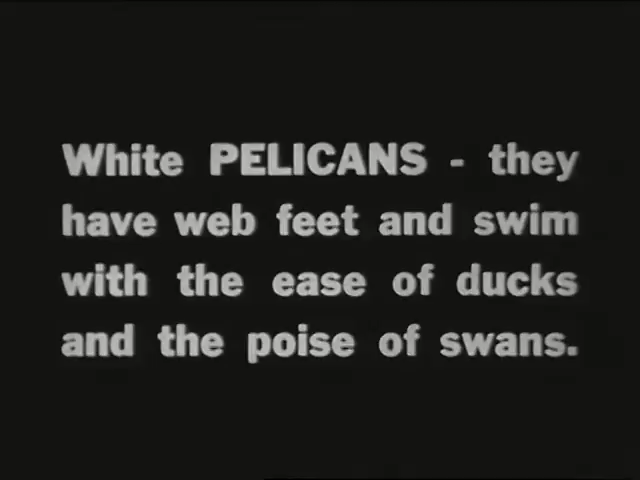 White PELICANS - they
have web feet and swim
with the ease of ducks
and the poise of swans.